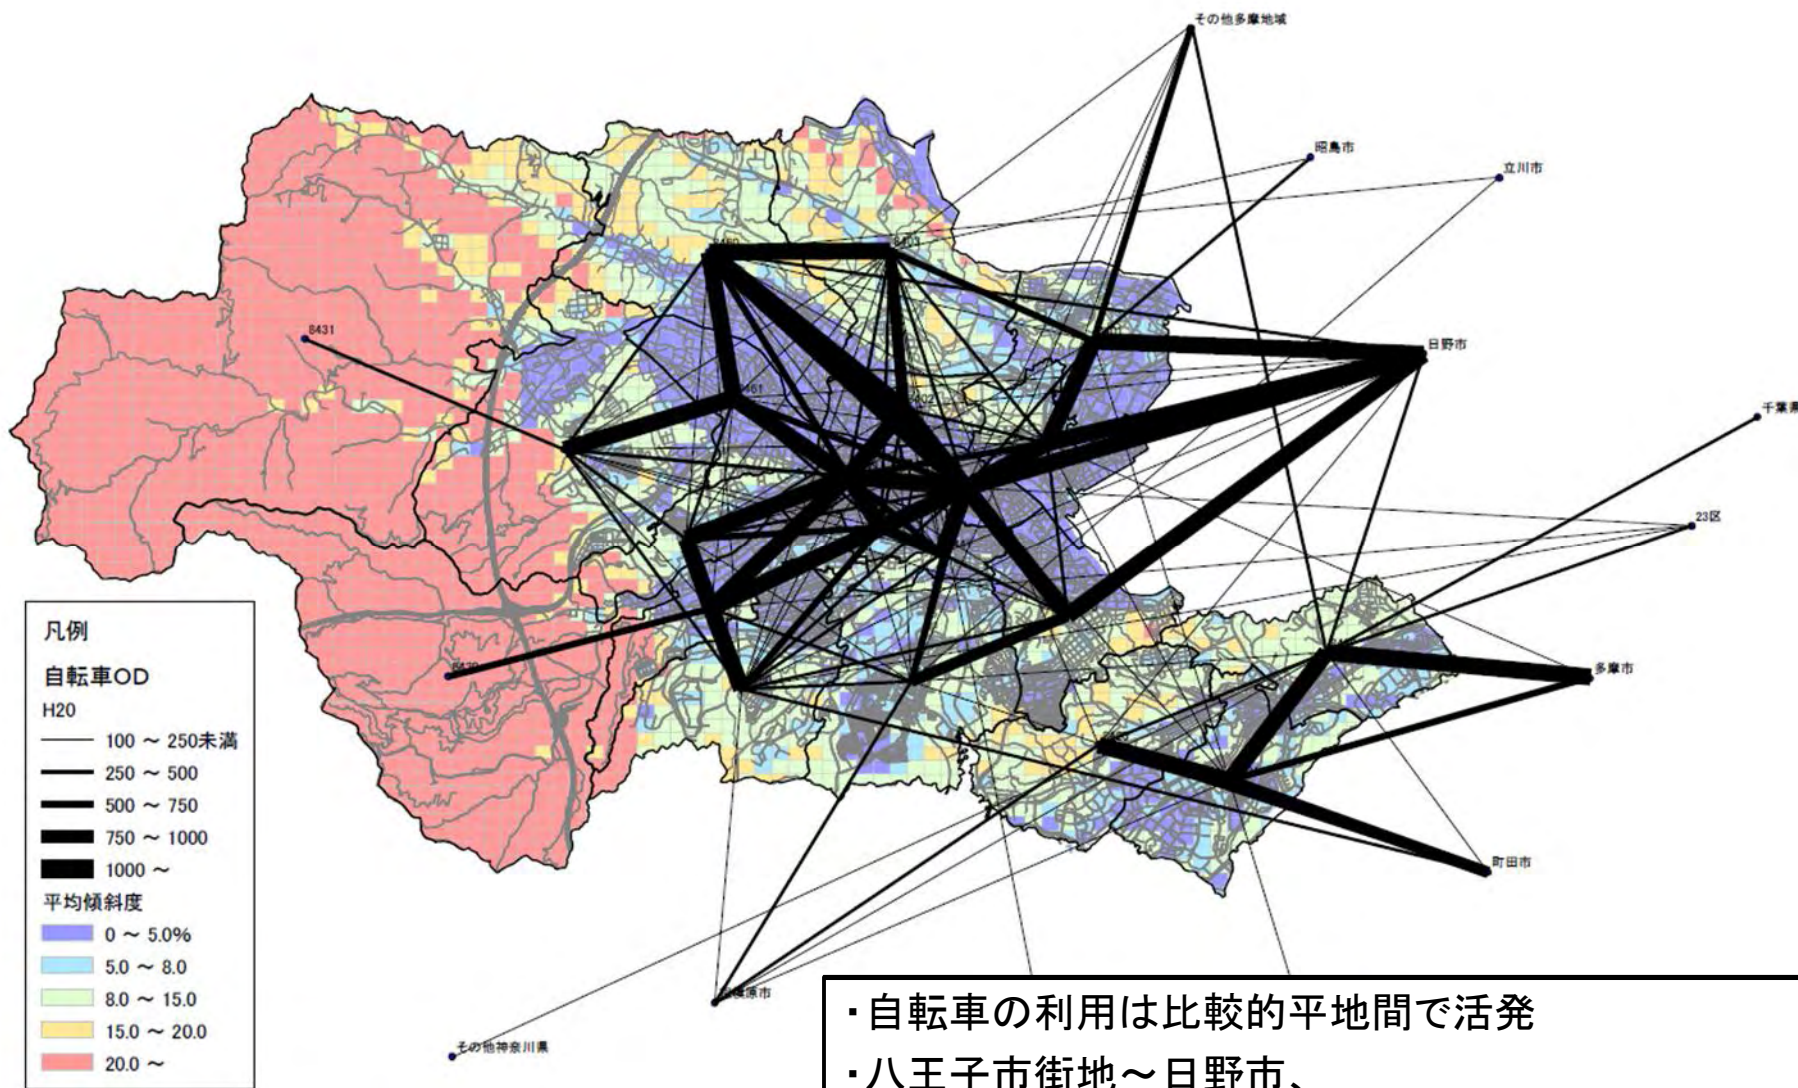 その他多摩地域
昭島市
立川市
8403
8431
日野市
千葉県
23区
多摩市
町田市
その他神奈川県
凡例
自転車OD
H20
100 ～ 250未満
250 ～ 500
500 ～ 750
750 ～ 1000
1000 ～
平均傾斜度
0 ～ 5.0%
5.0 ～ 8.0
8.0 ～ 15.0
15.0 ～ 20.0
20.0 ～
・自転車の利用は比較的平地間で活発
・八王子市街地～日野市、